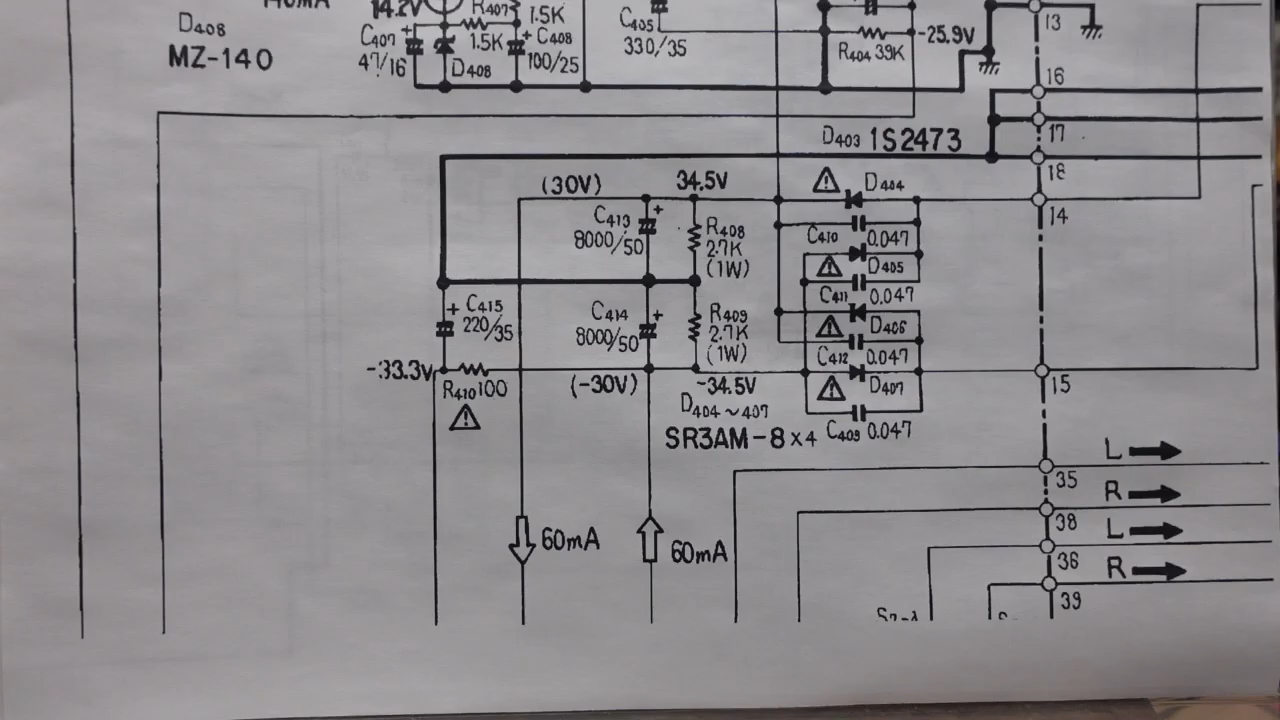 14.2V
R407
1.5K
C405
330/35
13
D408
MZ-140
C407 +
47/16
1.5K
D408
+ C408
100/25
R404 39K
-25.9V
16
17
D403 1S2473
18
(30V)
34.5V
D404
14
C413 +
8000/50
R408
2.7K
(1W)
C410 0.047
D405
C411 0.047
+ C415
220/35
C414 +
8000/50
R409
2.7K
(1W)
D406
C412 0.047
-33.3V
R410 100
(-30V)
-34.5V
D407
15
D404 ~ 407
SR3AM-8 x4
C409 0.047
L
35
R
38
L
36
R
39
60mA
60mA